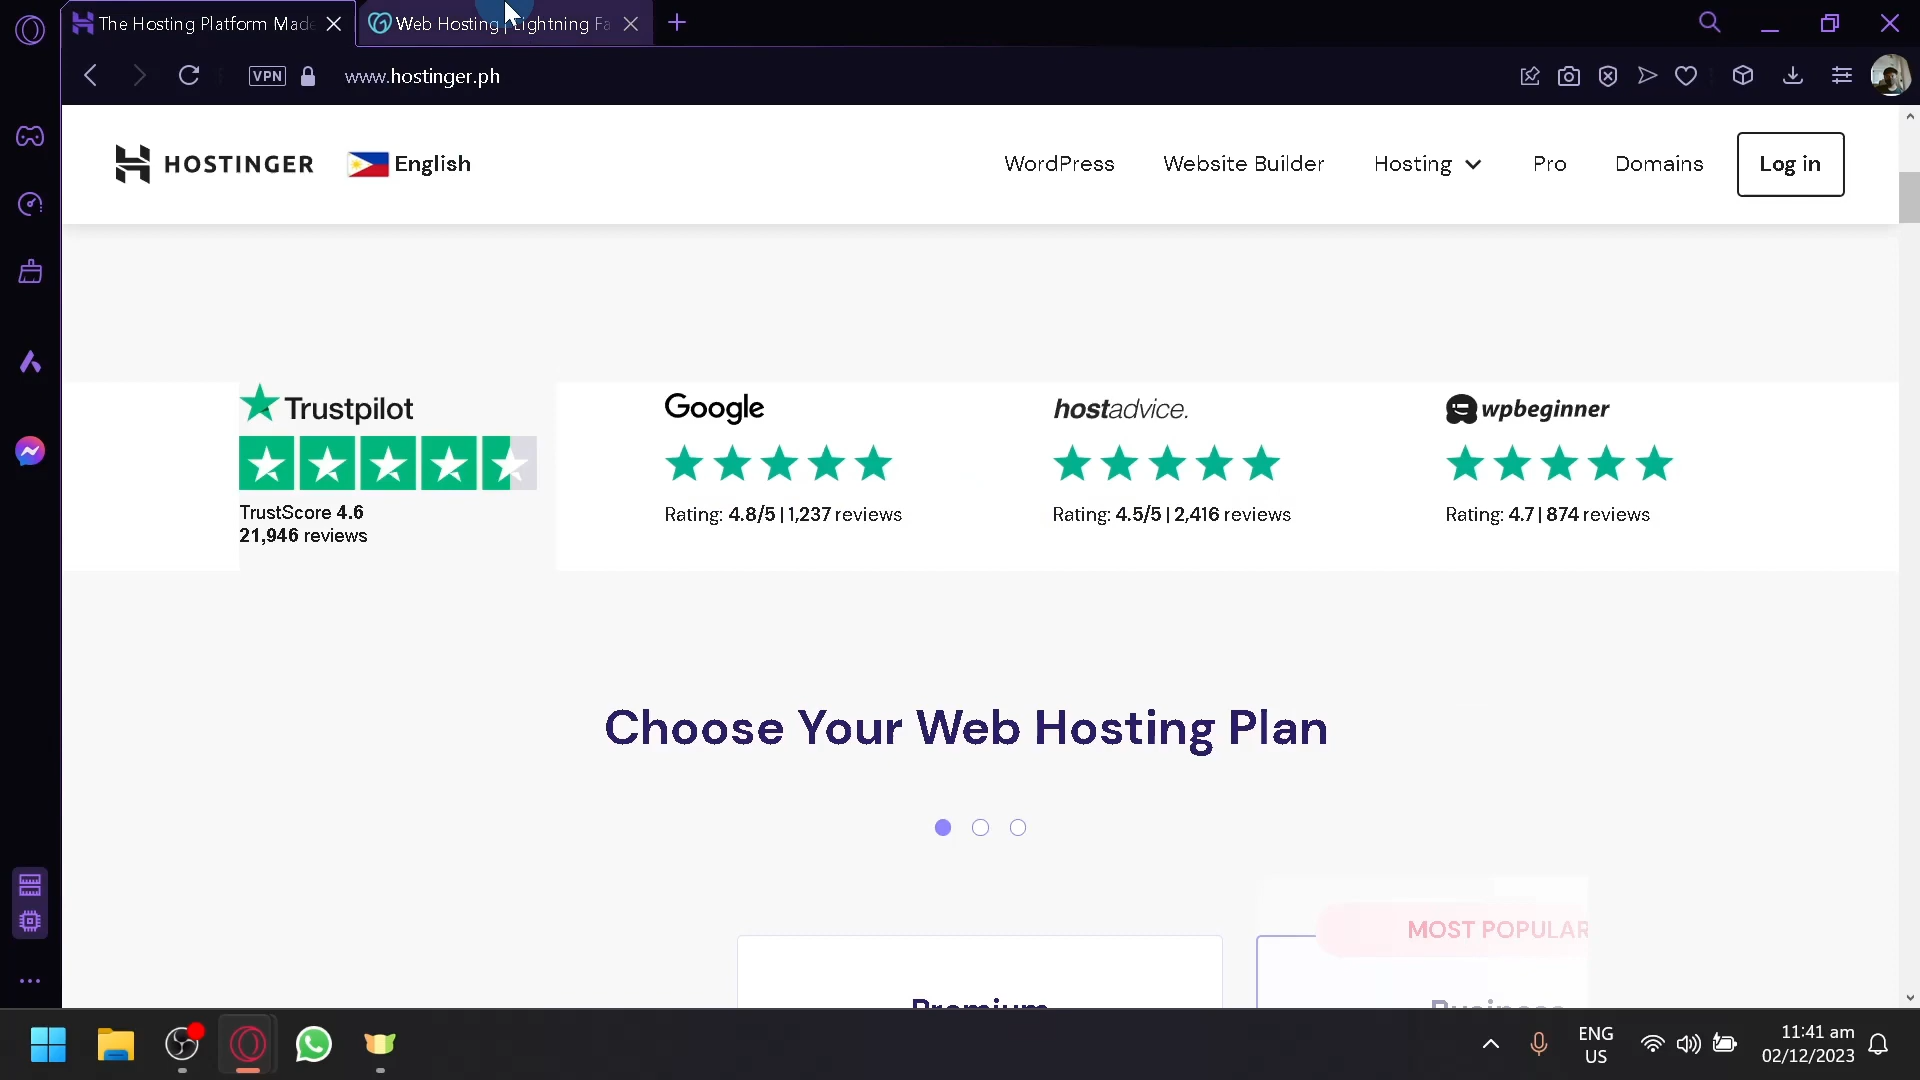 The Hosting Platform Made
Web Hosting | Lightning Fa
VPN
www.hostinger.ph
HOSTINGER
English
WordPress
Website Builder
Hosting
Pro
Domains
Log in
Trustpilot
TrustScore 4.6
21,946 reviews
Google
Rating: 4.8/5 | 1,237 reviews
hostadvice.
Rating: 4.5/5 | 2,416 reviews
wpbeginner
Rating: 4.7 | 874 reviews
Choose Your Web Hosting Plan
MOST POPULAR
Premium
Business
ENG
US
11:41 am
02/12/2023